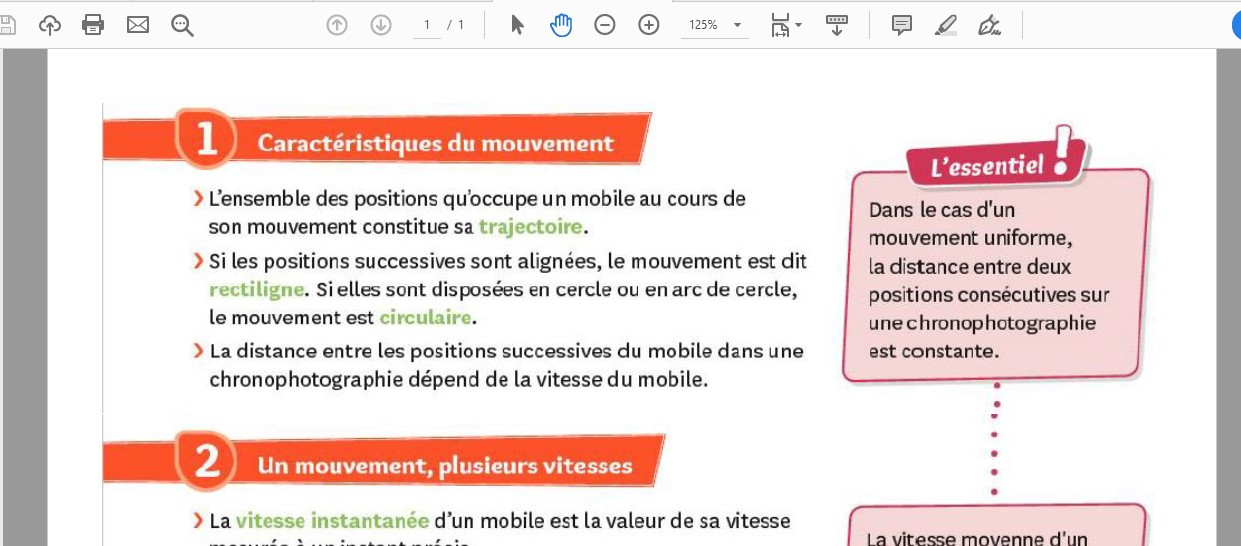 1 / 1
125%
1 Caractéristiques du mouvement
❯ L'ensemble des positions qu'occupe un mobile au cours de
son mouvement constitue sa trajectoire.
❯ Si les positions successives sont alignées, le mouvement est dit
rectiligne. Si elles sont disposées en cercle ou en arc de cercle,
le mouvement est circulaire.
❯ La distance entre les positions successives du mobile dans une
chronophotographie dépend de la vitesse du mobile.
L'essentiel !
Dans le cas d'un
mouvement uniforme,
la distance entre deux
positions consécutives sur
une chronophotographie
est constante.
2 Un mouvement, plusieurs vitesses
❯ La vitesse instantanée d'un mobile est la valeur de sa vitesse
mesurée à un instant précis.
La vitesse moyenne d'un